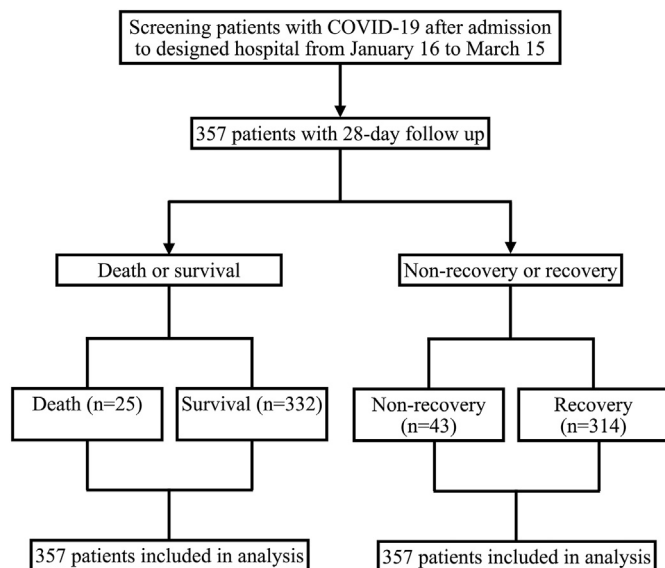 Screening patients with COVID-19 after admission
to designed hospital from January 16 to March 15
357 patients with 28-day follow up
Death or survival
Non-recovery or recovery
Death (n=25)
Survival (n=332)
Non-recovery
(n=43)
Recovery
(n=314)
357 patients included in analysis
357 patients included in analysis